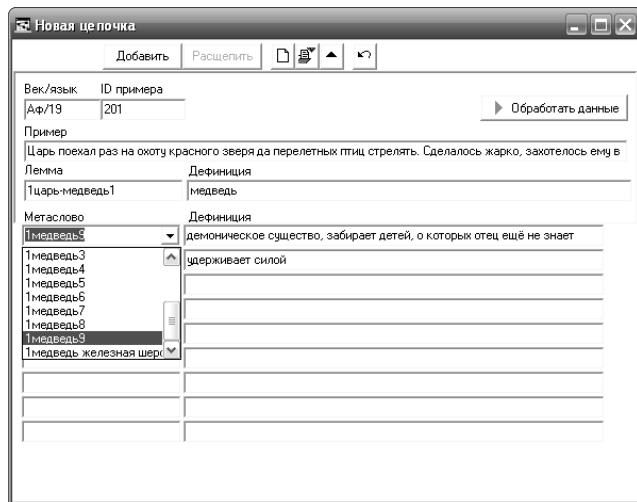 Новая цепочка
Добавить Расщепить
Век/язык ID примера
Аф/19 201 Обработать данные
Пример
Царь поехал раз на охоту красного зверя да перелетных птиц стрелять. Сделалось жарко, захотелось ему в
Лемма Дефиниция
1царь-медведь1 медведь
Метаслово Дефиниция
1медведь9 демоническое существо, забирает детей, о которых отец ещё не знает
1медведь3 удерживает силой
1медведь4
1медведь5
1медведь6
1медведь7
1медведь8
1медведь9
1медведь железная шерс